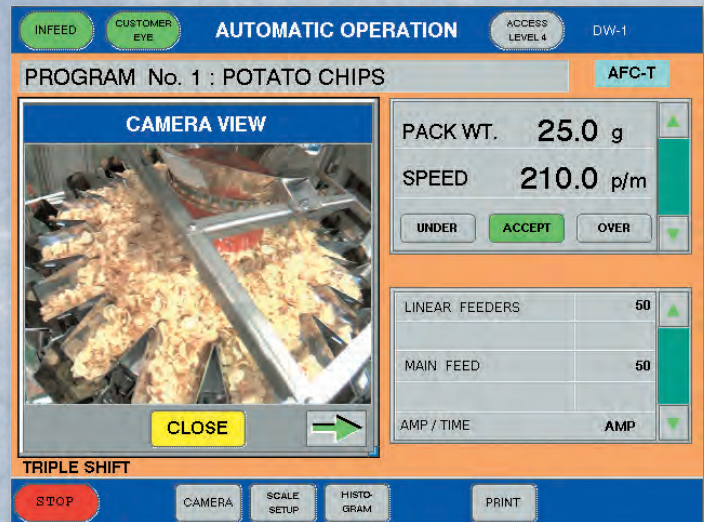 INFEED
CUSTOMER
EYE
AUTOMATIC OPERATION
ACCESS
LEVEL 4
DW-1
PROGRAM No. 1 : POTATO CHIPS
AFC-T
CAMERA VIEW
CLOSE
PACK WT. 25.0 g
SPEED 210.0 p/m
UNDER
ACCEPT
OVER
LINEAR FEEDERS 50
MAIN FEED 50
AMP / TIME AMP
TRIPLE SHIFT
STOP
CAMERA
SCALE
SETUP
HISTO-
GRAM
PRINT